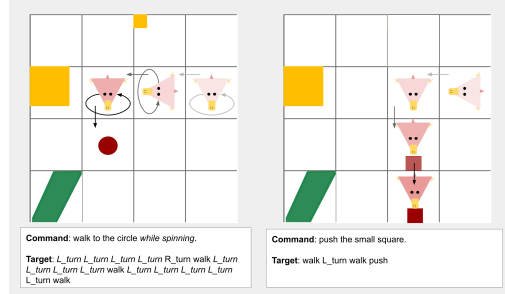 Command: walk to the circle while spinning.
Target: L_turn L_turn L_turn L_turn R_turn walk L_turn
L_turn L_turn L_turn walk L_turn L_turn L_turn L_turn
L_turn walk
Command: push the small square.
Target: walk L_turn walk push